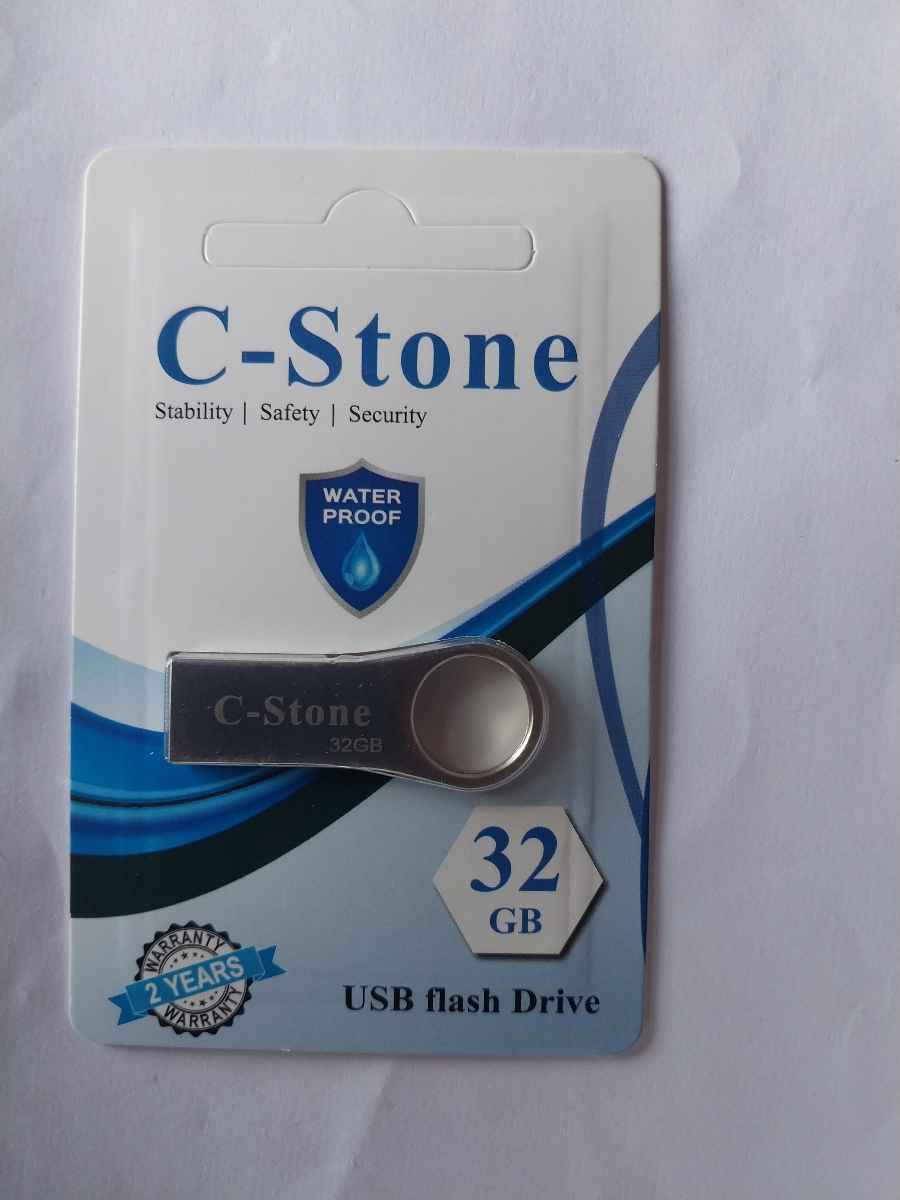 C-Stone
Stability | Safety | Security
WATER
PROOF
C-Stone
32GB
32
GB
WARRANTY
2 YEARS
WARRANTY
USB flash Drive